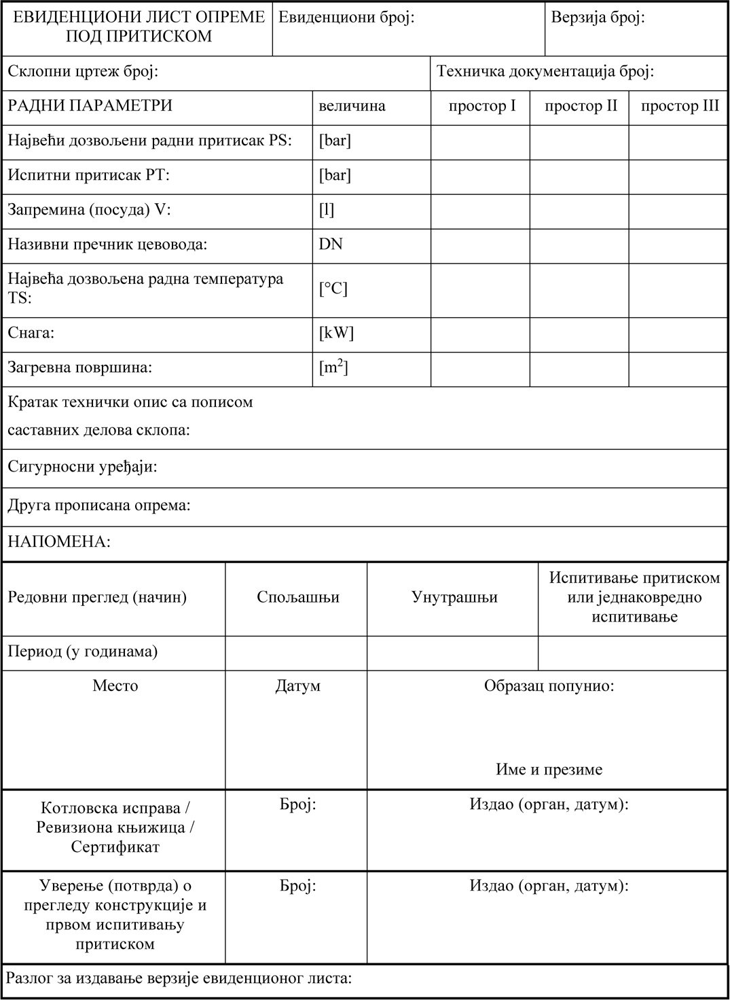 ЕВИДЕНЦИОНИ ЛИСТ ОПРЕМЕ
ПОД ПРИТИСКОМ
Евиденциони број:
Верзија број:
Склопни цртеж број:
Техничка документација број:
РАДНИ ПАРАМЕТРИ
величина
простор I
простор II
простор III
Највећи дозвољени радни притисак PS:
[bar]
Испитни притисак PT:
[bar]
Запремина (посуда) V:
[l]
Називни пречник цевовода:
DN
Највећа дозвољена радна температура
TS:
[°C]
Снага:
[kW]
Загревна површина:
[m²]
Кратак технички опис са пописом
саставних делова склопа:
Сигурносни уређаји:
Друга прописана опрема:
НАПОМЕНА:
Редовни преглед (начин)
Спољашњи
Унутрашњи
Испитивање притиском
или једнаковредно
испитивање
Период (у годинама)
Место
Датум
Образац попунио:
Име и презиме
Котловска исправа /
Ревизиона књижица /
Сертификат
Број:
Издао (орган, датум):
Уверење (потврда) о
прегледу конструкције и
првом испитивању
притиском
Број:
Издао (орган, датум):
Разлог за издавање верзије евиденционог листа: